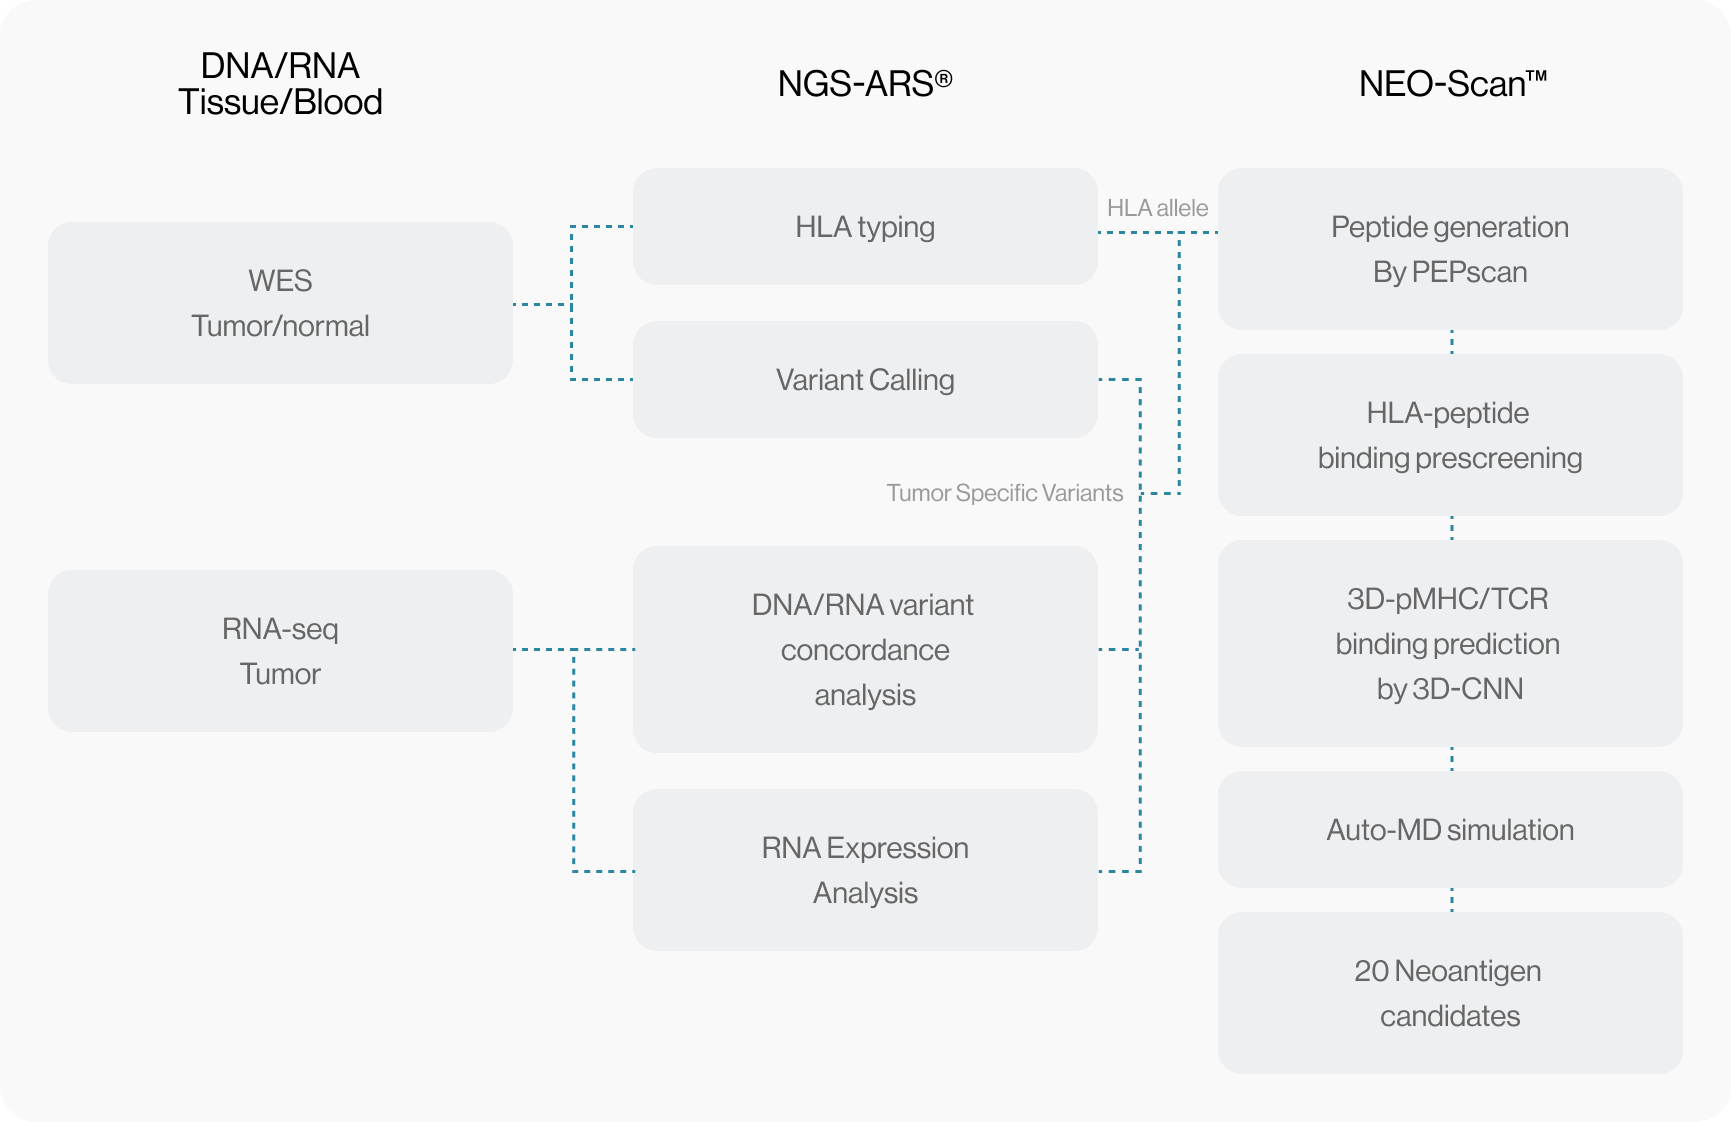 DNA/RNA
Tissue/Blood
NGS-ARS®
NEO-Scan™
WES
Tumor/normal
RNA-seq
Tumor
HLA typing
Variant Calling
Tumor Specific Variants
DNA/RNA variant
concordance
analysis
RNA Expression
Analysis
HLA allele
Peptide generation
By PEPscan
HLA-peptide
binding prescreening
3D-pMHC/TCR
binding prediction
by 3D-CNN
Auto-MD simulation
20 Neoantigen
candidates